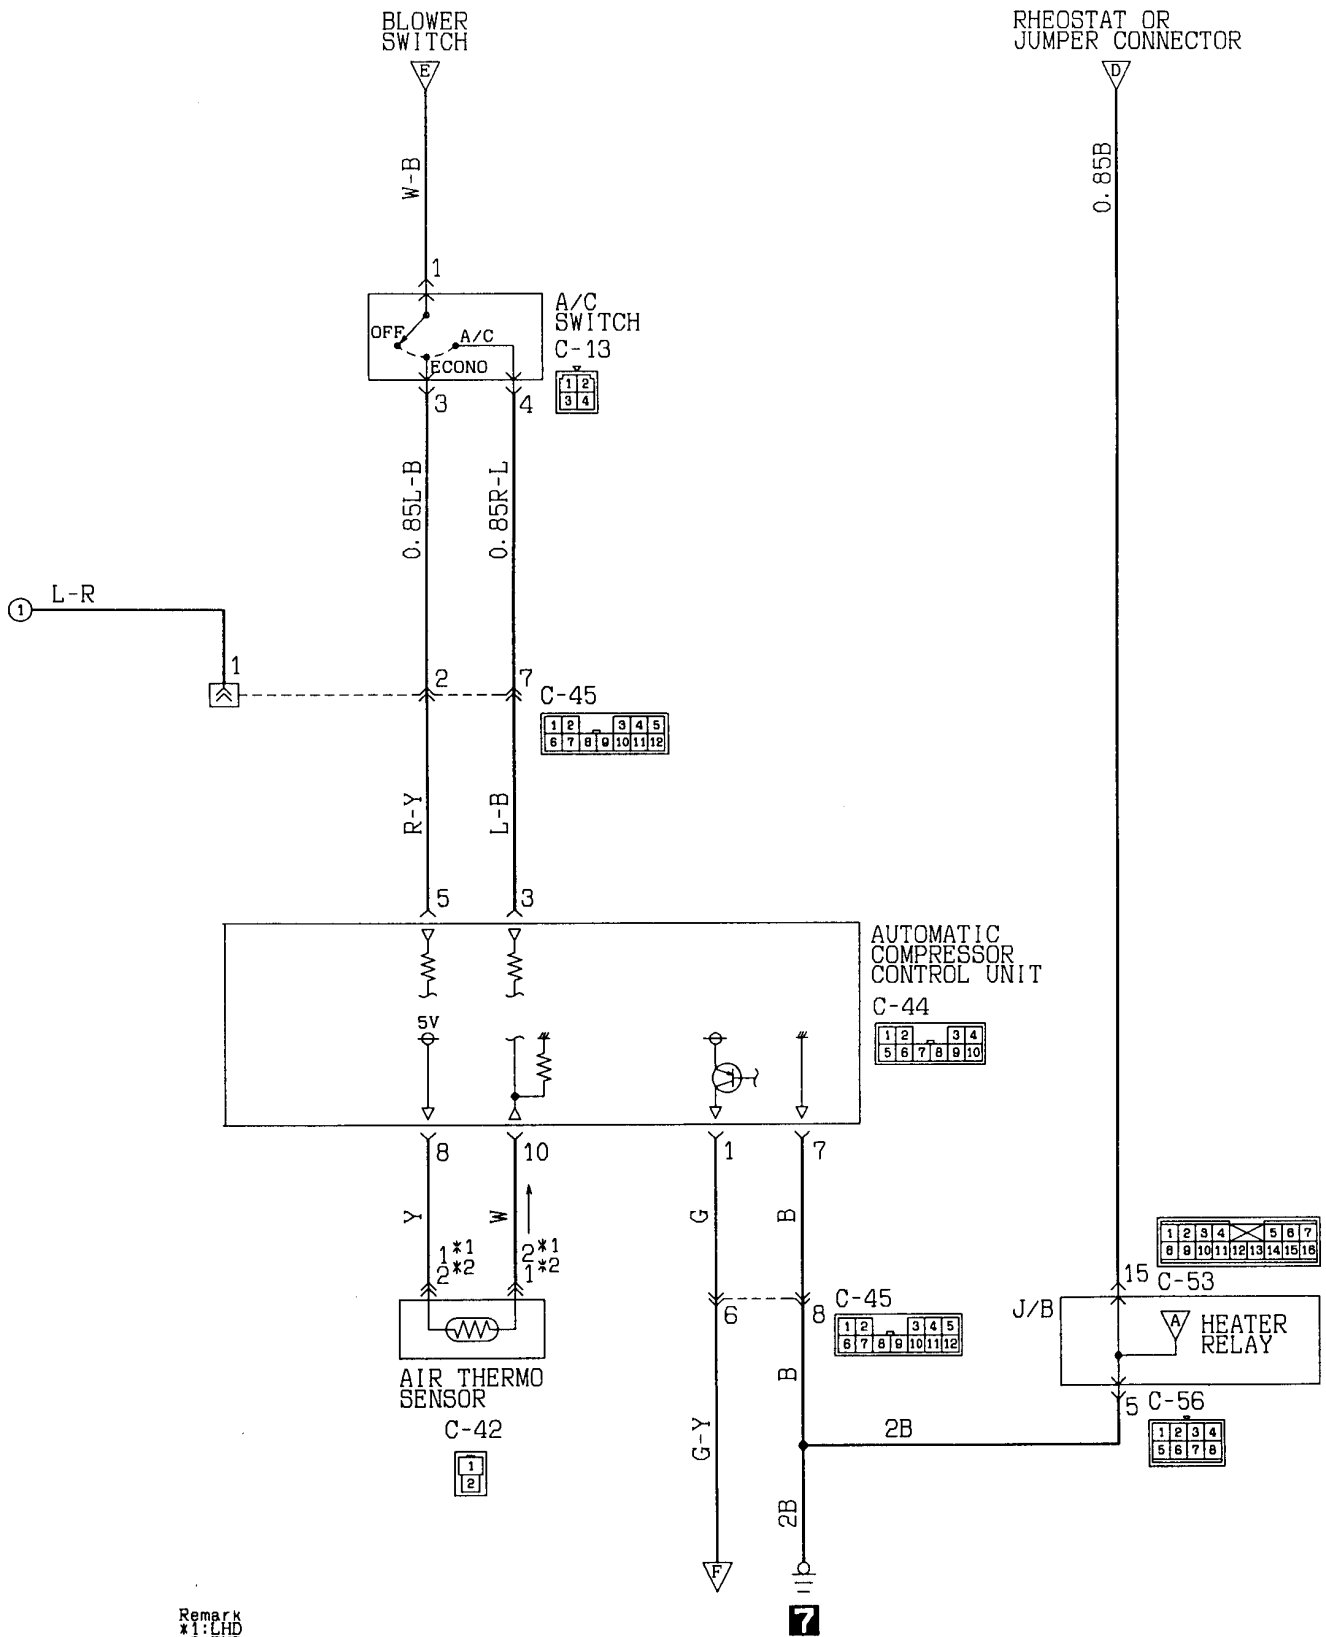 BLOWER
SWITCH
RHEOSTAT OR
JUMPER CONNECTOR
E
D
W-B
0.85B
1
A/C
SWITCH
C-13
OFF
A/C
ECONO
1 2
3 4
3
4
0.85L-B
0.85R-L
1
L-R
1
2
7
C-45
1 2 3 4 5
6 7 8 9 10 11 12
R-Y
L-B
5
3
AUTOMATIC
COMPRESSOR
CONTROL UNIT
C-44
1 2 3 4
5 6 7 8 9 10
5V
8
10
1
7
Y
W
G
B
1*1
2*2
2*1
1*2
1 2 3 4 5 6 7
8 9 10 11 12 13 14 15 16
15
C-53
6
8
C-45
1 2 3 4 5
6 7 8 9 10 11 12
J/B
A
HEATER
RELAY
AIR THERMO
SENSOR
C-42
1
2
B
G-Y
2B
5
C-56
1 2 3 4
5 6 7 8
2B
F
7
Remark
*1:LHD